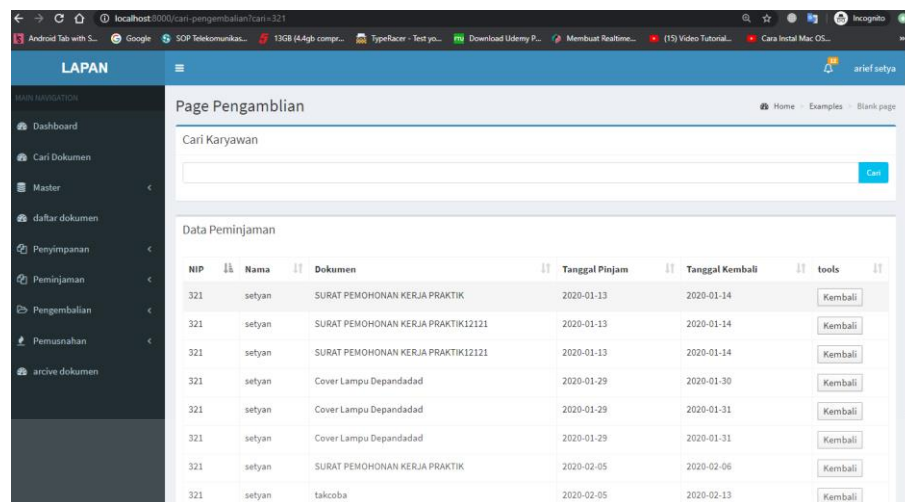 localhost:8000/cari-pengembalian?cari=321
Incognito
Android Tab with S... Google SOP Telekomunikas... 13GB (4.4gb compr... TypeRacer - Test yo... Download Udemy P... Membuat Realtime... (15) Video Tutorial... Cara Instal Mac OS...
LAPAN
arief setya
MAIN NAVIGATION
Dashboard
Cari Dokumen
Master
daftar dokumen
Penyimpanan
Peminjaman
Pengembalian
Pemusnahan
arcive dokumen
Page Pengamblian
Home > Examples > Blank page
Cari Karyawan
Cari
Data Peminjaman
NIP Nama Dokumen Tanggal Pinjam Tanggal Kembali tools
321 setyan SURAT PEMOHONAN KERJA PRAKTIK 2020-01-13 2020-01-14 Kembali
321 setyan SURAT PEMOHONAN KERJA PRAKTIK12121 2020-01-13 2020-01-14 Kembali
321 setyan SURAT PEMOHONAN KERJA PRAKTIK12121 2020-01-13 2020-01-14 Kembali
321 setyan Cover Lampu Depandadad 2020-01-29 2020-01-30 Kembali
321 setyan Cover Lampu Depandadad 2020-01-29 2020-01-31 Kembali
321 setyan Cover Lampu Depandadad 2020-01-29 2020-01-31 Kembali
321 setyan SURAT PEMOHONAN KERJA PRAKTIK 2020-02-05 2020-02-06 Kembali
321 setyan takcoba 2020-02-05 2020-02-13 Kembali